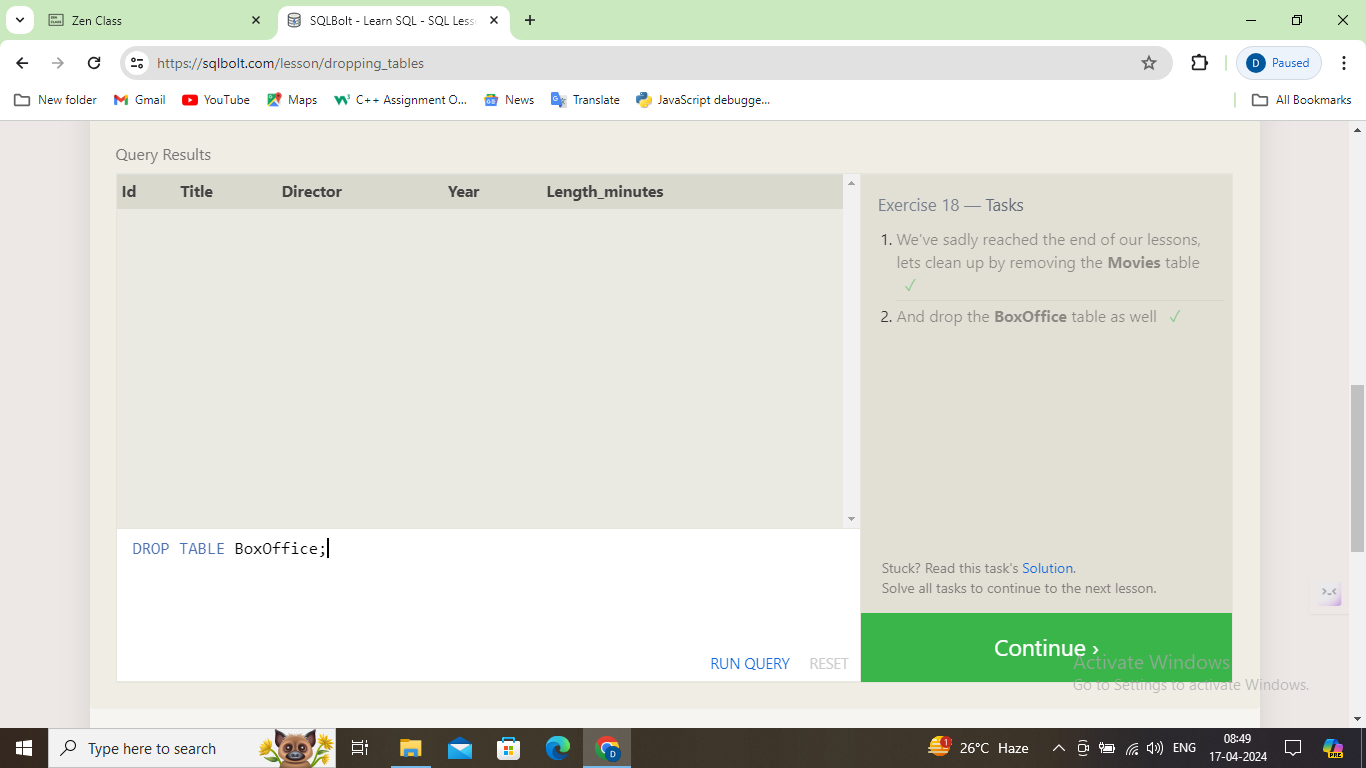 Zen Class
SQLBolt - Learn SQL - SQL Less
https://sqlbolt.com/lesson/dropping_tables
D Paused
New folder
Gmail
YouTube
Maps
C++ Assignment O...
News
Translate
JavaScript debugge...
All Bookmarks
Query Results
Id Title Director Year Length_minutes
Exercise 18 — Tasks
1. We've sadly reached the end of our lessons,
lets clean up by removing the Movies table
✓
2. And drop the BoxOffice table as well ✓
DROP TABLE BoxOffice;
Stuck? Read this task's Solution.
Solve all tasks to continue to the next lesson.
RUN QUERY RESET
Continue ›
Activate Windows
Go to Settings to activate Windows.
Type here to search
1
26°C Haze
ENG
08:49
17-04-2024
PRE